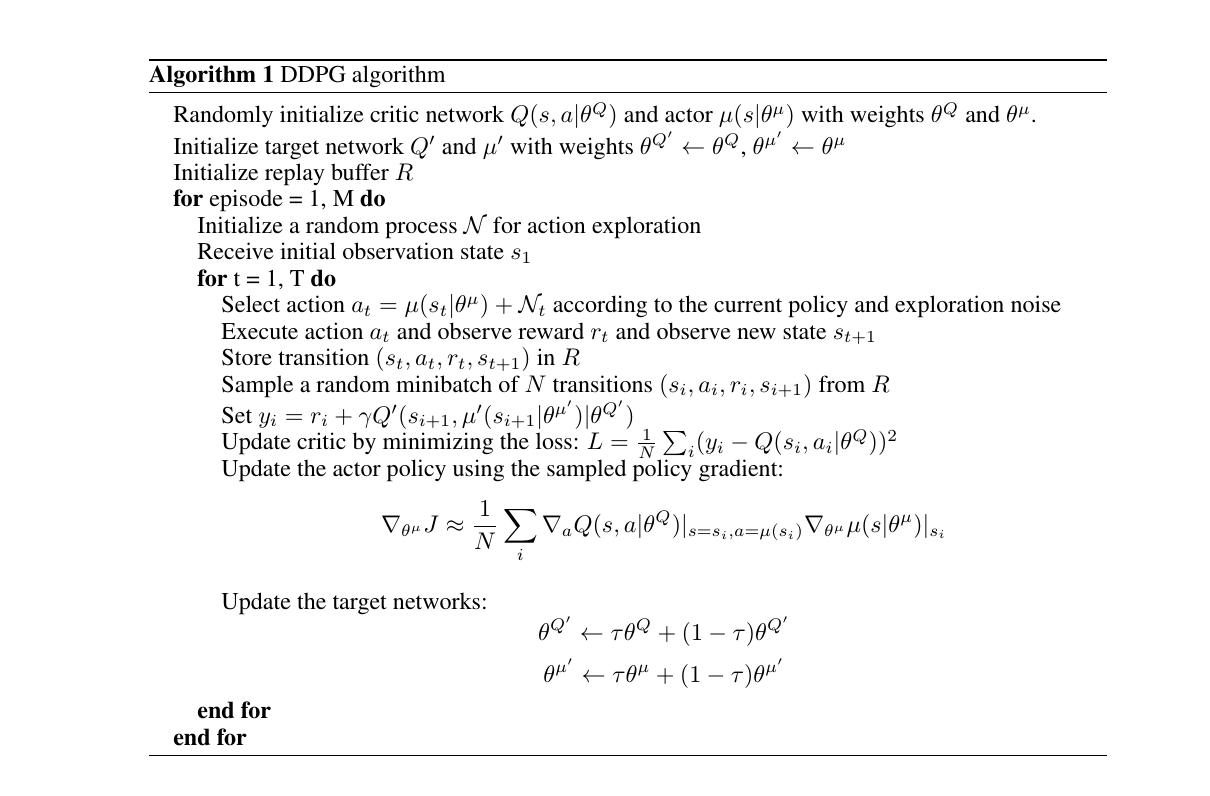 Algorithm 1 DDPG algorithm
Randomly initialize critic network $Q(s, a|\theta^Q)$ and actor $\mu(s|\theta^\mu)$ with weights $\theta^Q$ and $\theta^\mu$.
Initialize target network $Q'$ and $\mu'$ with weights $\theta^{Q'} \leftarrow \theta^Q$, $\theta^{\mu'} \leftarrow \theta^\mu$
Initialize replay buffer $R$
for episode = 1, M do
Initialize a random process $\mathcal{N}$ for action exploration
Receive initial observation state $s_1$
for t = 1, T do
Select action $a_t = \mu(s_t|\theta^\mu) + \mathcal{N}_t$ according to the current policy and exploration noise
Execute action $a_t$ and observe reward $r_t$ and observe new state $s_{t+1}$
Store transition $(s_t, a_t, r_t, s_{t+1})$ in $R$
Sample a random minibatch of $N$ transitions $(s_i, a_i, r_i, s_{i+1})$ from $R$
Set $y_i = r_i + \gamma Q'(s_{i+1}, \mu'(s_{i+1}|\theta^{\mu'})|\theta^{Q'})$
Update critic by minimizing the loss: $L = \frac{1}{N} \sum_i (y_i - Q(s_i, a_i|\theta^Q))^2$
Update the actor policy using the sampled policy gradient:
$\nabla_{\theta^\mu} J \approx \frac{1}{N} \sum_i \nabla_a Q(s, a|\theta^Q)|_{s=s_i, a=\mu(s_i)} \nabla_{\theta^\mu} \mu(s|\theta^\mu)|_{s_i}$
Update the target networks:
$\theta^{Q'} \leftarrow \tau\theta^Q + (1 - \tau)\theta^{Q'}$
$\theta^{\mu'} \leftarrow \tau\theta^\mu + (1 - \tau)\theta^{\mu'}$
end for
end for